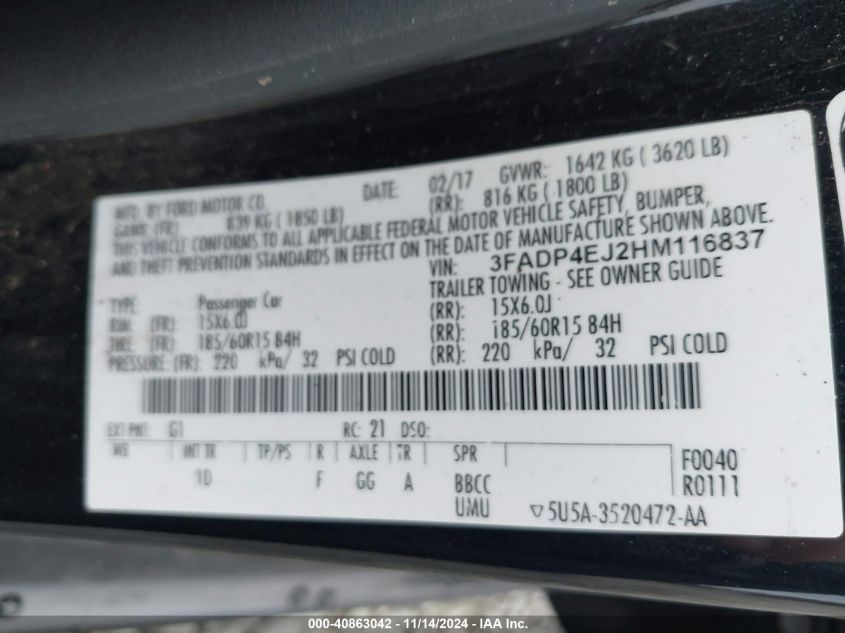 MFD. BY FORD MOTOR CO.
DATE: 02/17 GVWR: 1642 KG ( 3620 LB)
GAWR: (FR): 839 KG ( 1850 LB) (RR): 816 KG ( 1800 LB)
THIS VEHICLE CONFORMS TO ALL APPLICABLE FEDERAL MOTOR VEHICLE SAFETY, BUMPER,
AND THEFT PREVENTION STANDARDS IN EFFECT ON THE DATE OF MANUFACTURE SHOWN ABOVE.
VIN: 3FADP4EJ2HM116837
TYPE: Passenger Car TRAILER TOWING - SEE OWNER GUIDE
RIM: (FR): 15X6.0J (RR): 15X6.0J
TIRE: (FR): 185/60R15 84H (RR): 185/60R15 84H
PRESSURE: (FR): 220 kPa/ 32 PSI COLD (RR): 220 kPa/ 32 PSI COLD
EXT PNT: G1 RC: 21 DSO:
WB INT TR TP/PS R AXLE TR SPR
1D F GG A BBCC
UMU
F0040
R0111
▽5U5A-3520472-AA
000-40863042 - 11/14/2024 - IAA Inc.